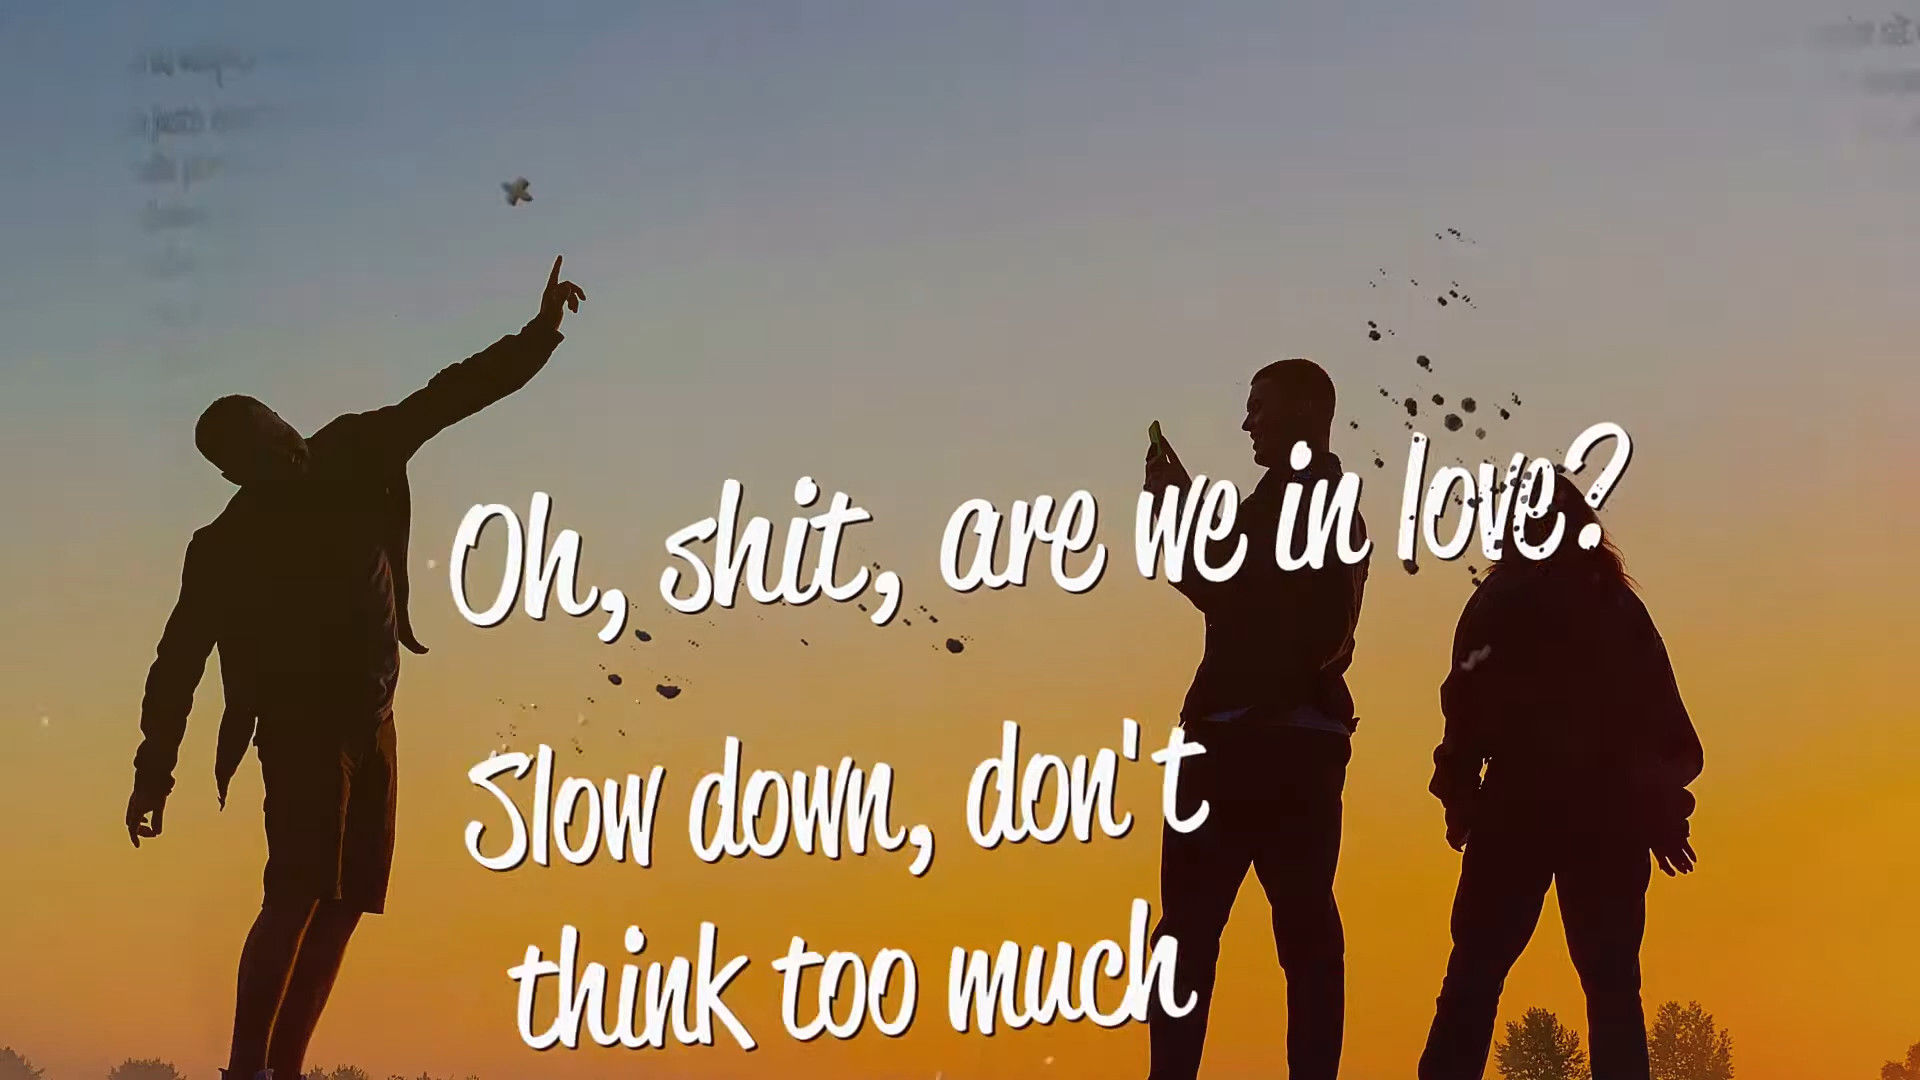 Oh, shit, are we in love?
Slow down, don't
think too much